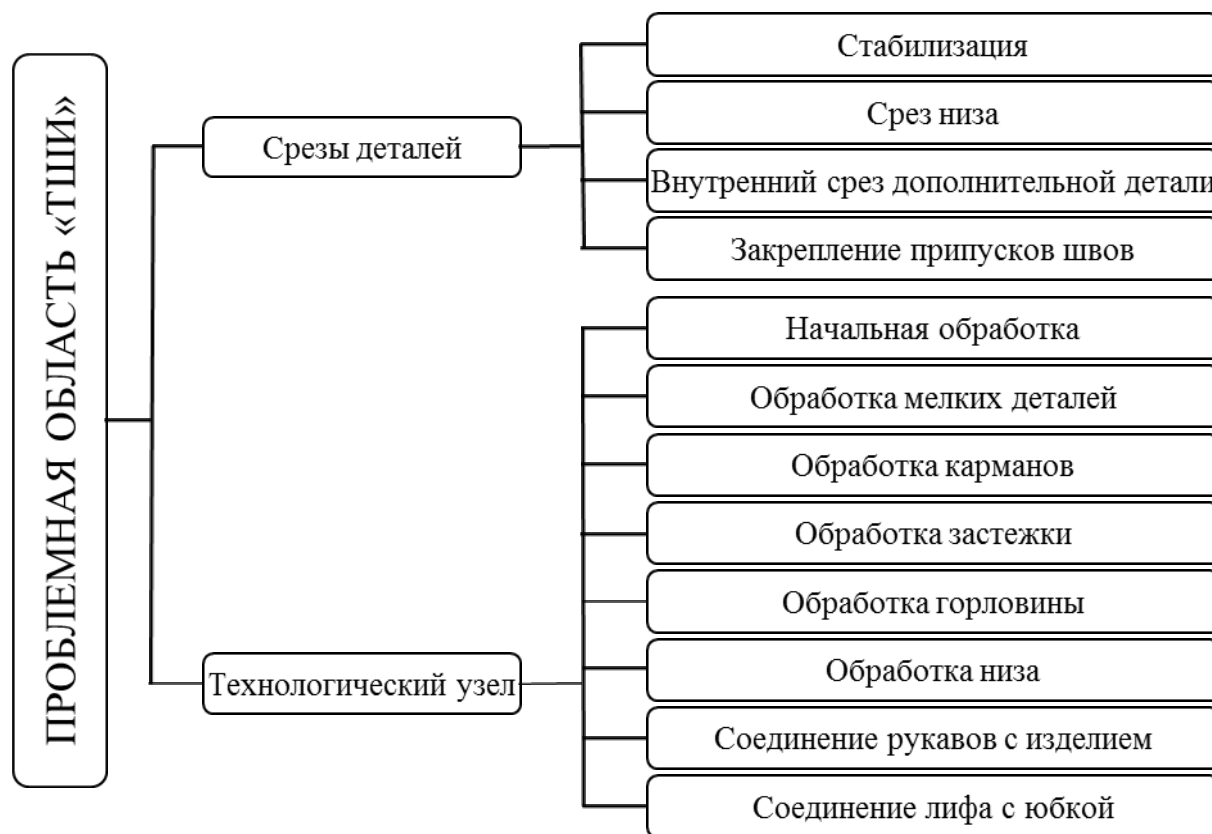 ПРОБЛЕМНАЯ ОБЛАСТЬ «ТШИ»
Срезы деталей
Стабилизация
Срез низа
Внутренний срез дополнительной детали
Закрепление припусков швов
Технологический узел
Начальная обработка
Обработка мелких деталей
Обработка карманов
Обработка застежки
Обработка горловины
Обработка низа
Соединение рукавов с изделием
Соединение лифа с юбкой